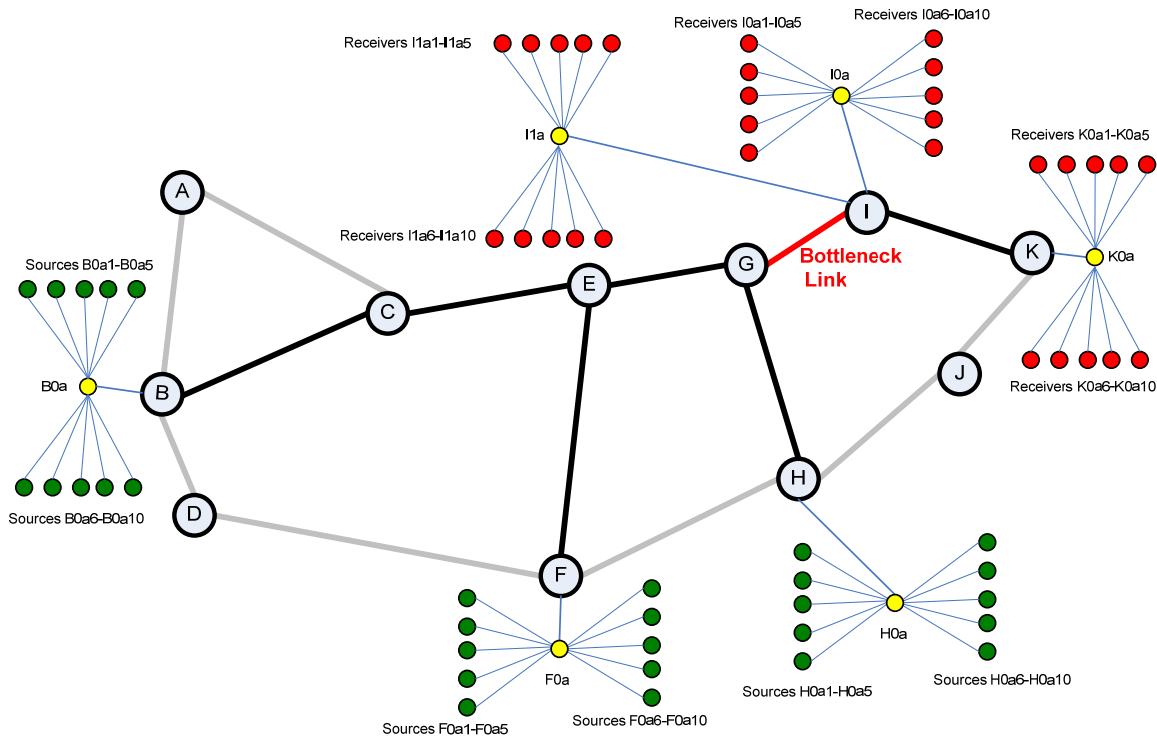 Receivers I1a1-I1a5
Receivers I0a1-I0a5
Receivers I0a6-I0a10
I0a
I1a
Receivers K0a1-K0a5
A
I
Receivers I1a6-I1a10
Bottleneck
Link
K
K0a
Sources B0a1-B0a5
G
E
C
B0a
B
J
Receivers K0a6-K0a10
H
Sources B0a6-B0a10
D
F
H0a
F0a
Sources H0a1-H0a5
Sources H0a6-H0a10
Sources F0a1-F0a5
Sources F0a6-F0a10